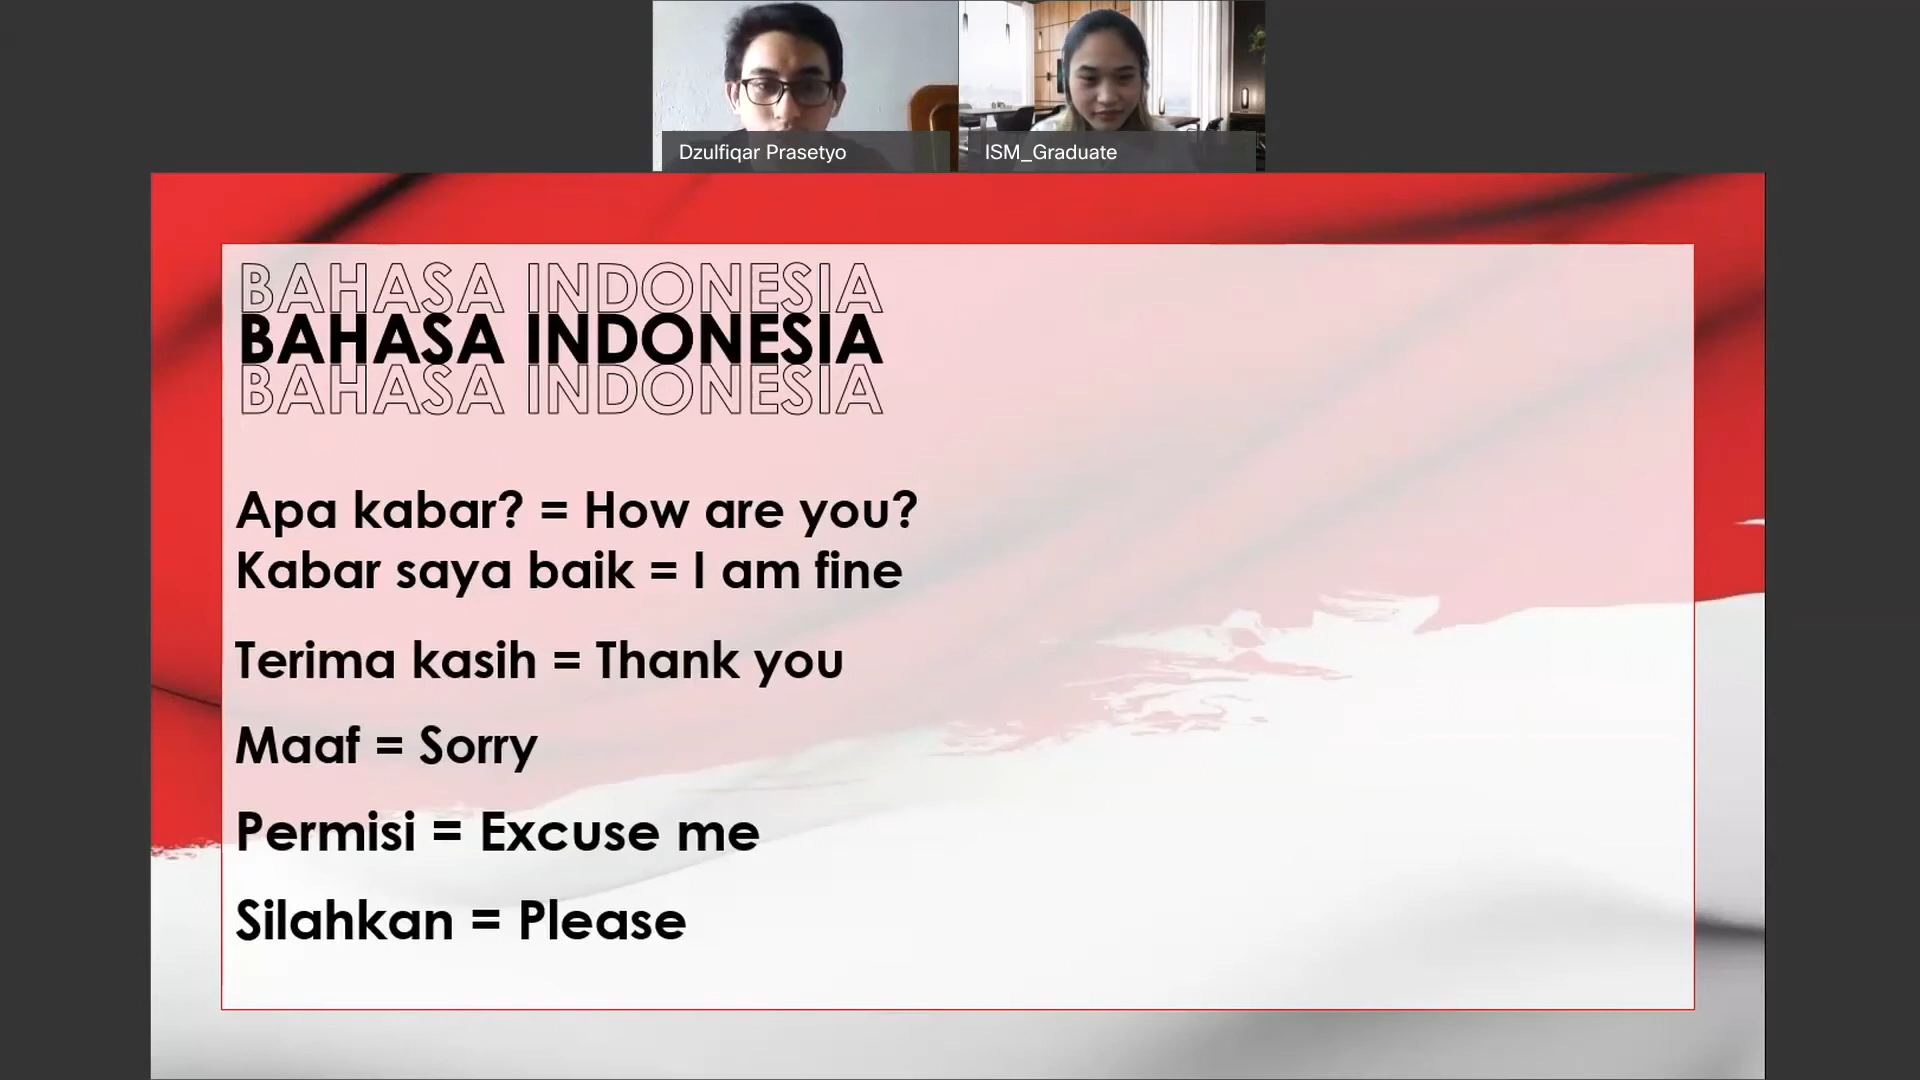 Dzulfiqar Prasetyo
ISM_Graduate
BAHASA INDONESIA
BAHASA INDONESIA
BAHASA INDONESIA
Apa kabar? = How are you?
Kabar saya baik = I am fine
Terima kasih = Thank you
Maaf = Sorry
Permisi = Excuse me
Silahkan = Please